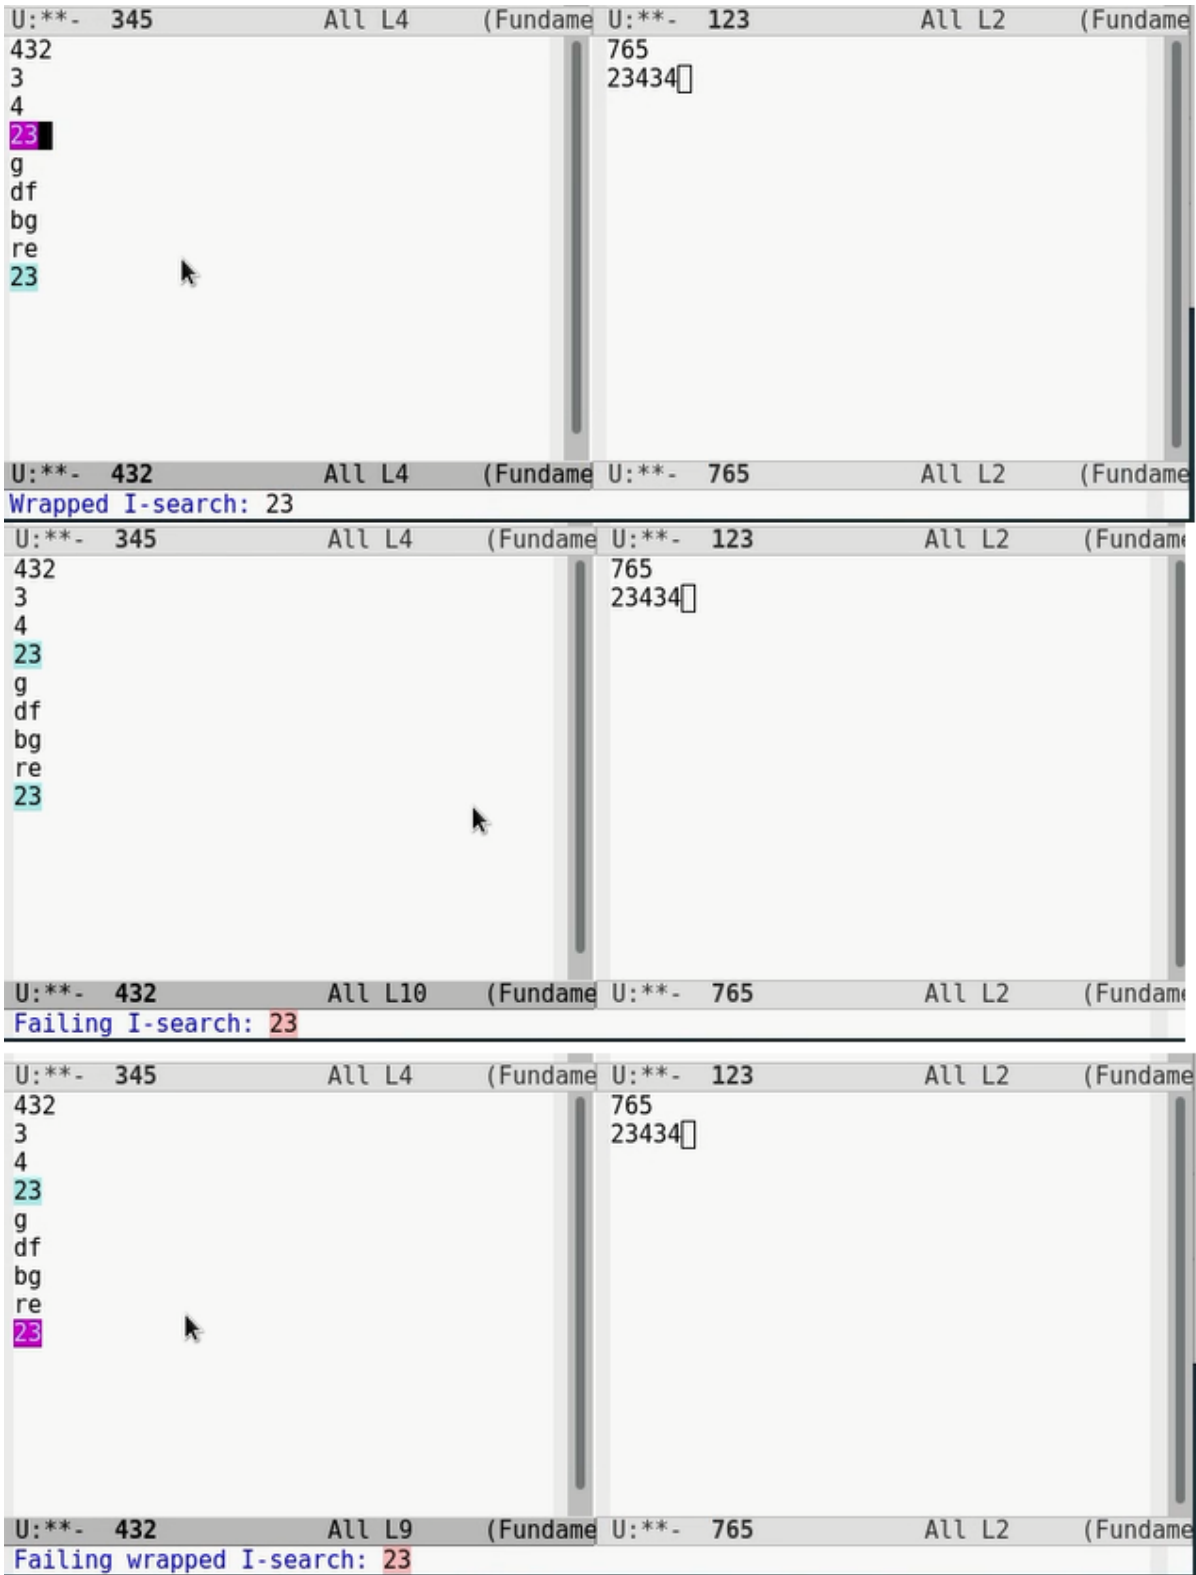 U:**-  345            All L4     (Fundame U:**-  123            All L2     (Fundame
432
3
4
23
g
df
bg
re
23
765
23434
U:**-  432            All L4     (Fundame U:**-  765            All L2     (Fundame
Wrapped I-search: 23
U:**-  345            All L4     (Fundame U:**-  123            All L2     (Fundame
432
3
4
23
g
df
bg
re
23
765
23434
U:**-  432            All L10    (Fundame U:**-  765            All L2     (Fundame
Failing I-search: 23
U:**-  345            All L4     (Fundame U:**-  123            All L2     (Fundame
432
3
4
23
g
df
bg
re
23
765
23434
U:**-  432            All L9     (Fundame U:**-  765            All L2     (Fundame
Failing wrapped I-search: 23